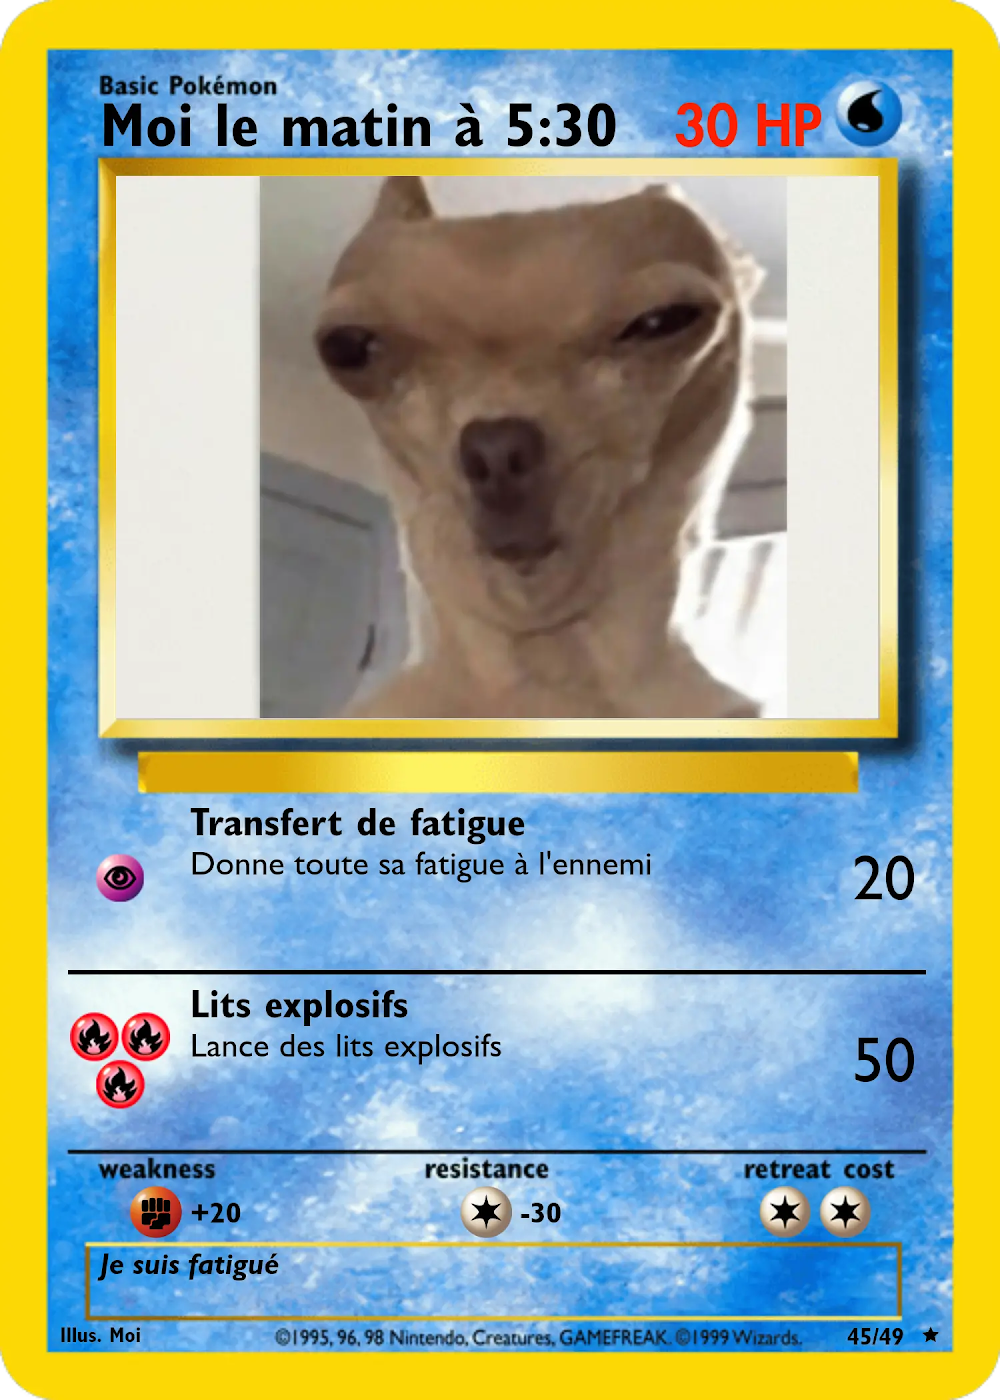 Basic Pokémon
Moi le matin à 5:30 30 HP
Transfert de fatigue
Donne toute sa fatigue à l'ennemi
20
Lits explosifs
Lance des lits explosifs
50
weakness resistance retreat cost
+20 -30
Je suis fatigué
Illus. Moi ©1995, 96, 98 Nintendo, Creatures, GAMEFREAK. ©1999 Wizards. 45/49 ★